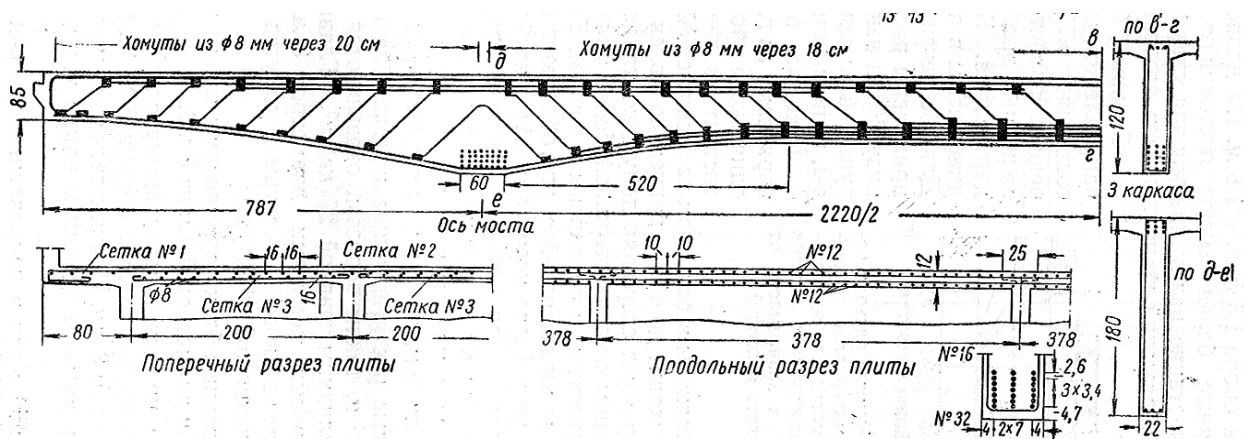 Хомуты из ф8 мм через 20 см
Хомуты из ф8 мм через 18 см
по в-г
в
д
85
120
г
60
520
е
3 каркаса
787
Ось моста
2220/2
Сетка №1
16 16
Сетка №2
10 10
№12
12
25
по д-е
ф8
Сетка №3
16
Сетка №3
№12
180
80
200
200
378
378
378
Поперечный разрез плиты
Продольный разрез плиты
№16
2,6
3×3,4
4,7
№32
4 2×7 4
22